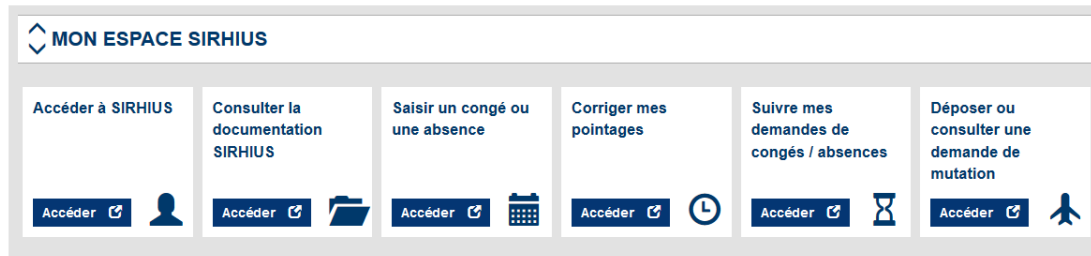 MON ESPACE SIRHIUS
Accéder à SIRHIUS
Accéder
Consulter la
documentation
SIRHIUS
Accéder
Saisir un congé ou
une absence
Accéder
Corriger mes
pointages
Accéder
Suivre mes
demandes de
congés / absences
Accéder
Déposer ou
consulter une
demande de
mutation
Accéder